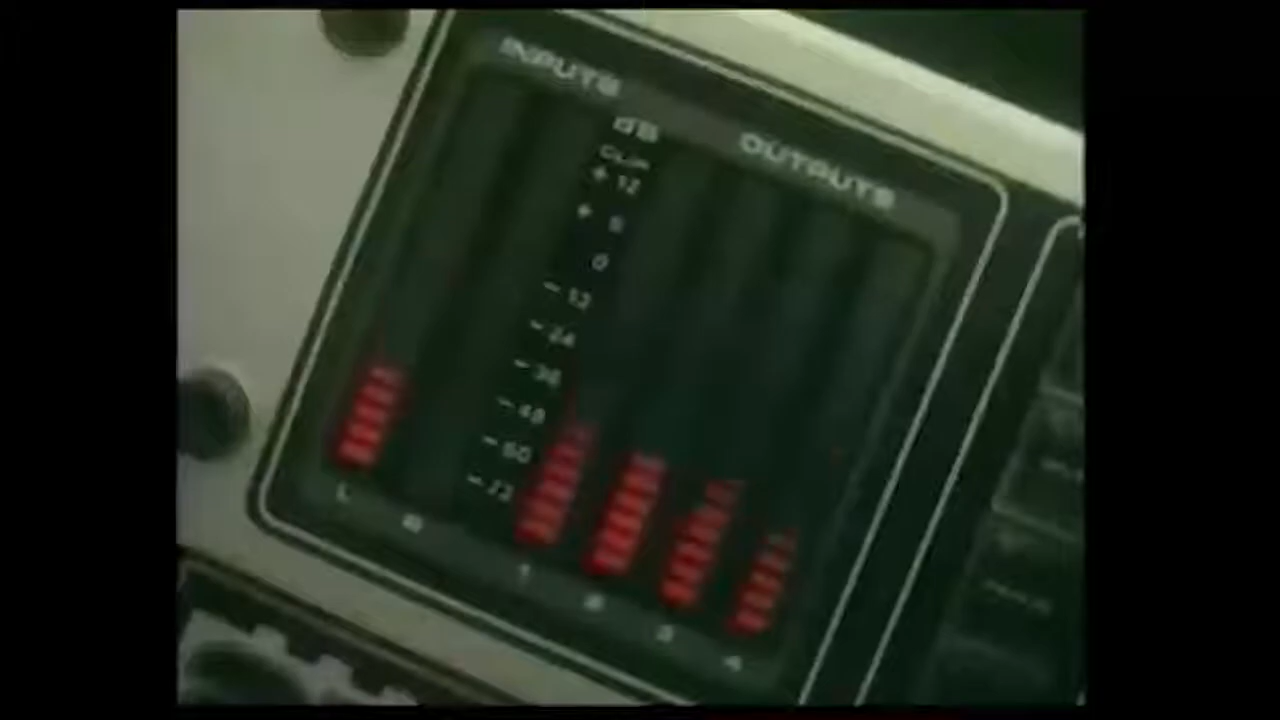 INPUTS
OUTPUTS
dB
CLIP
+ 12
+ 6
0
- 12
- 24
- 36
- 48
- 60
- 72
L
R
1
2
3
4